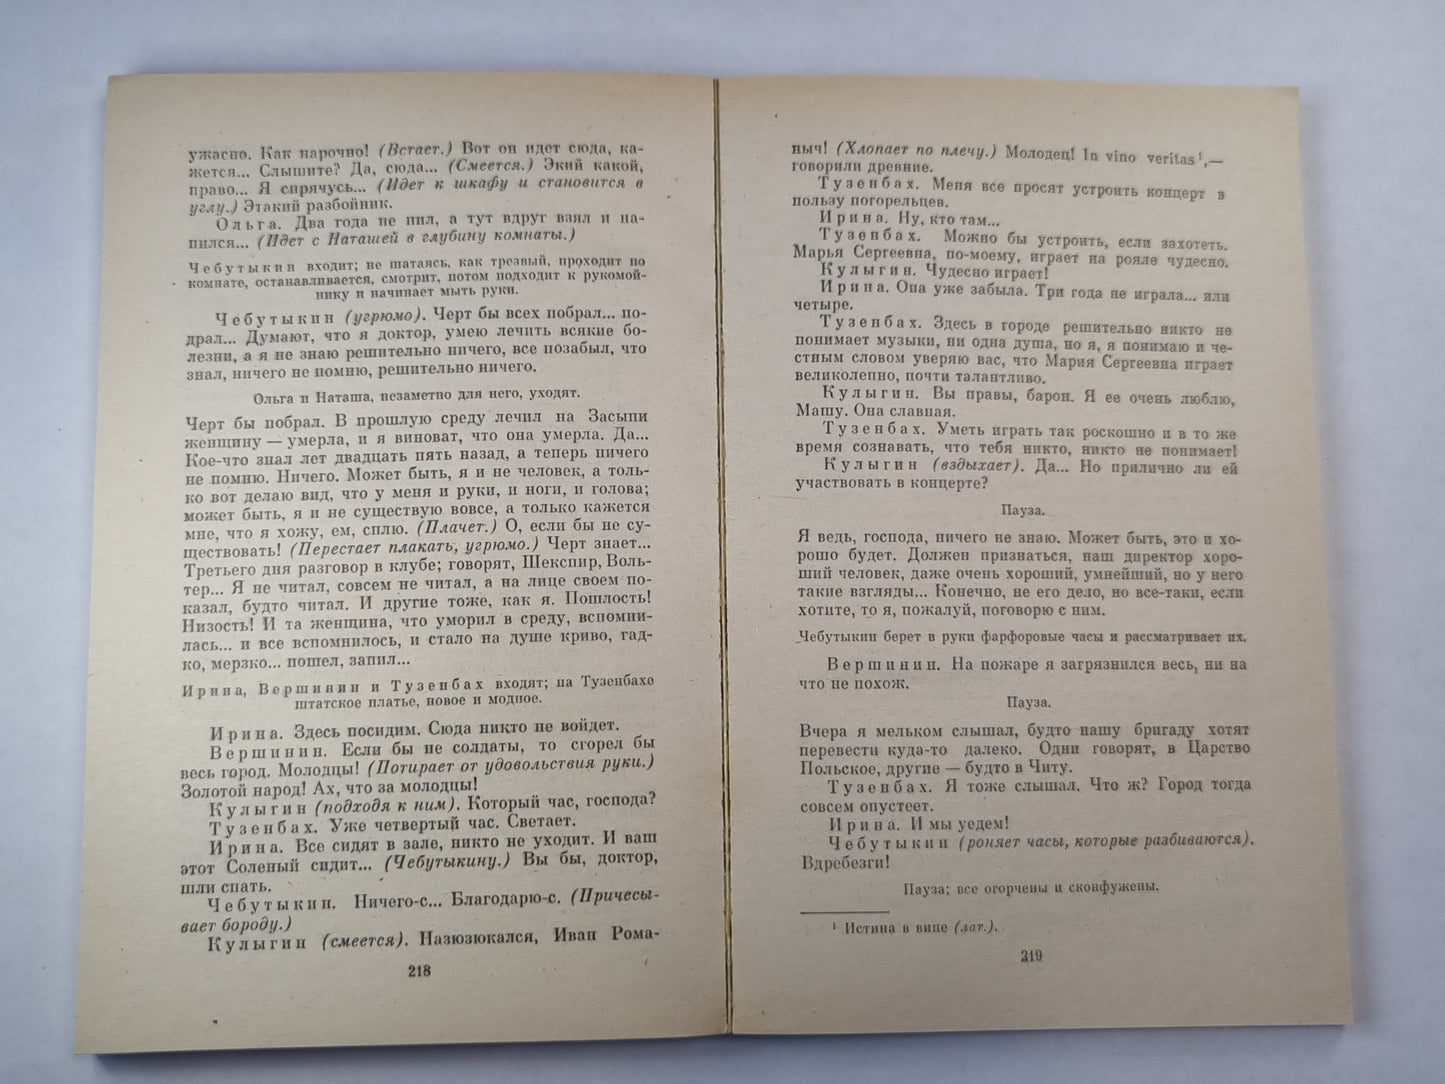 ужасно. Как нарочно! (Встает.) Вот он идет сюда, ка-
жется... Слышите? Да, сюда... (Смеется.) Экий какой,
право... Я спрячусь... (Идет к шкафу и становится в
углу.) Этакий разбойник.
Ольга. Два года не пил, а тут вдруг взял и на-
пился... (Идет с Наташей в глубину комнаты.)
Чебутыкин входит; не шатаясь, как трезвый, проходит по
комнате, останавливается, смотрит, потом подходит к рукомой-
нику и начинает мыть руки.
Чебутыкин (угрюмо). Черт бы всех побрал... по-
драл... Думают, что я доктор, умею лечить всякие бо-
лезни, а я не знаю решительно ничего, все позабыл, что
знал, ничего не помню, решительно ничего.
Ольга и Наташа, незаметно для него, уходят.
Черт бы побрал. В прошлую среду лечил на Засыпи
женщину — умерла, и я виноват, что она умерла. Да...
Кое-что знал лет двадцать пять назад, а теперь ничего
не помню. Ничего. Может быть, я и не человек, а толь-
ко вот делаю вид, что у меня и руки, и ноги, и голова;
может быть, я и не существую вовсе, а только кажется
мне, что я хожу, ем, сплю. (Плачет.) О, если бы не су-
ществовать! (Перестает плакать, угрюмо.) Черт знает...
Третьего дня разговор в клубе; говорят, Шекспир, Воль-
тер... Я не читал, совсем не читал, а на лице своем по-
казал, будто читал. И другие тоже, как я. Пошлость!
Низость! И та женщина, что уморил в среду, вспомни-
лась... и все вспомнилось, и стало на душе криво, гад-
ко, мерзко... пошел, запил...
Ирина, Вершинин и Тузенбах входят; на Тузенбахе
штатское платье, новое и модное.
Ирина. Здесь посидим. Сюда никто не войдет.
Вершинин. Если бы не солдаты, то сгорел бы
весь город. Молодцы! (Потирает от удовольствия руки.)
Золотой народ! Ах, что за молодцы!
Кулыгин (подходя к ним). Который час, господа?
Тузенбах. Уже четвертый час. Светает.
Ирина. Все сидят в зале, никто не уходит. И ваш
этот Соленый сидит... (Чебутыкину.) Вы бы, доктор,
шли спать.
Чебутыкин. Ничего-с... Благодарю-с. (Причесы-
вает бороду.)
Кулыгин (смеется). Назюзюкался, Иван Рома-
218
ныч! (Хлопает по плечу.) Молодец! In vino veritas¹,—
говорили древние.
Тузенбах. Меня все просят устроить концерт в
пользу погорельцев.
Ирина. Ну, кто там...
Тузенбах. Можно бы устроить, если захотеть.
Марья Сергеевна, по-моему, играет на рояле чудесно.
Кулыгин. Чудесно играет!
Ирина. Она уже забыла. Три года не играла... или
четыре.
Тузенбах. Здесь в городе решительно никто не
понимает музыки, ни одна душа, но я, я понимаю и че-
стным словом уверяю вас, что Мария Сергеевна играет
великолепно, почти талантливо.
Кулыгин. Вы правы, барон. Я ее очень люблю,
Машу. Она славная.
Тузенбах. Уметь играть так роскошно и в то же
время сознавать, что тебя никто, никто не понимает!
Кулыгин (вздыхает). Да... Но прилично ли ей
участвовать в концерте?
Пауза.
Я ведь, господа, ничего не знаю. Может быть, это и хо-
рошо будет. Должен признаться, наш директор хоро-
ший человек, даже очень хороший, умнейший, но у него
такие взгляды... Конечно, не его дело, но все-таки, если
хотите, то я, пожалуй, поговорю с ним.
Чебутыкин берет в руки фарфоровые часы и рассматривает их.
Вершинин. На пожаре я загрязнился весь, ни на
что не похож.
Пауза.
Вчера я мельком слышал, будто нашу бригаду хотят
перевести куда-то далеко. Одни говорят, в Царство
Польское, другие — будто в Читу.
Тузенбах. Я тоже слышал. Что ж? Город тогда
совсем опустеет.
Ирина. И мы уедем!
Чебутыкин (роняет часы, которые разбиваются).
Вдребезги!
Пауза; все огорчены и сконфужены.
¹ Истина в вине (лат.).
219